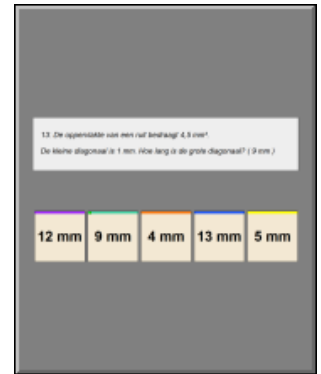 13. De oppervlakte van een ruit bedraagt 4,5 mm².
De kleine diagonaal is 1 mm. Hoe lang is de grote diagonaal? ( 9 mm )
12 mm 9 mm 4 mm 13 mm 5 mm